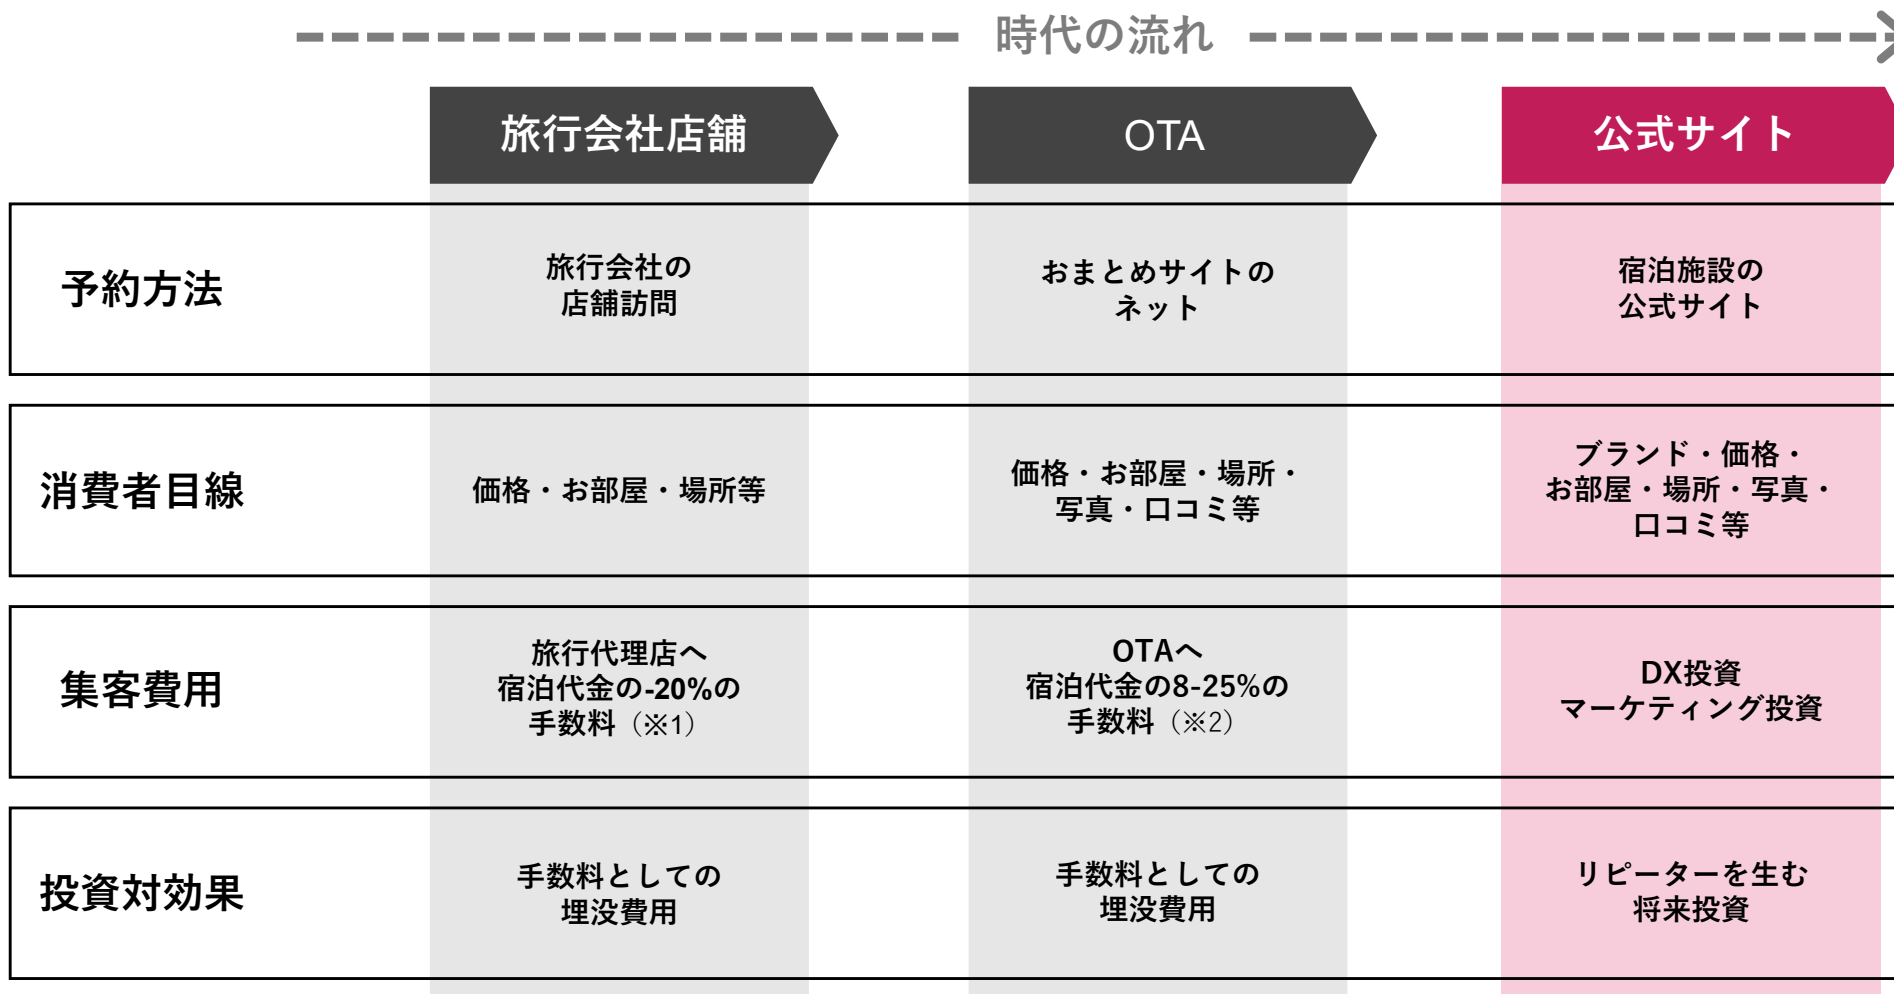 時代の流れ
旅行会社店舗
OTA
公式サイト
予約方法
旅行会社の
店舗訪問
おまとめサイトの
ネット
宿泊施設の
公式サイト
消費者目線
価格・お部屋・場所等
価格・お部屋・場所・
写真・口コミ等
ブランド・価格・
お部屋・場所・写真・
口コミ等
集客費用
旅行代理店へ
宿泊代金の-20%の
手数料（※1）
OTAへ
宿泊代金の8-25%の
手数料（※2）
DX投資
マーケティング投資
投資対効果
手数料としての
埋没費用
手数料としての
埋没費用
リピーターを生む
将来投資